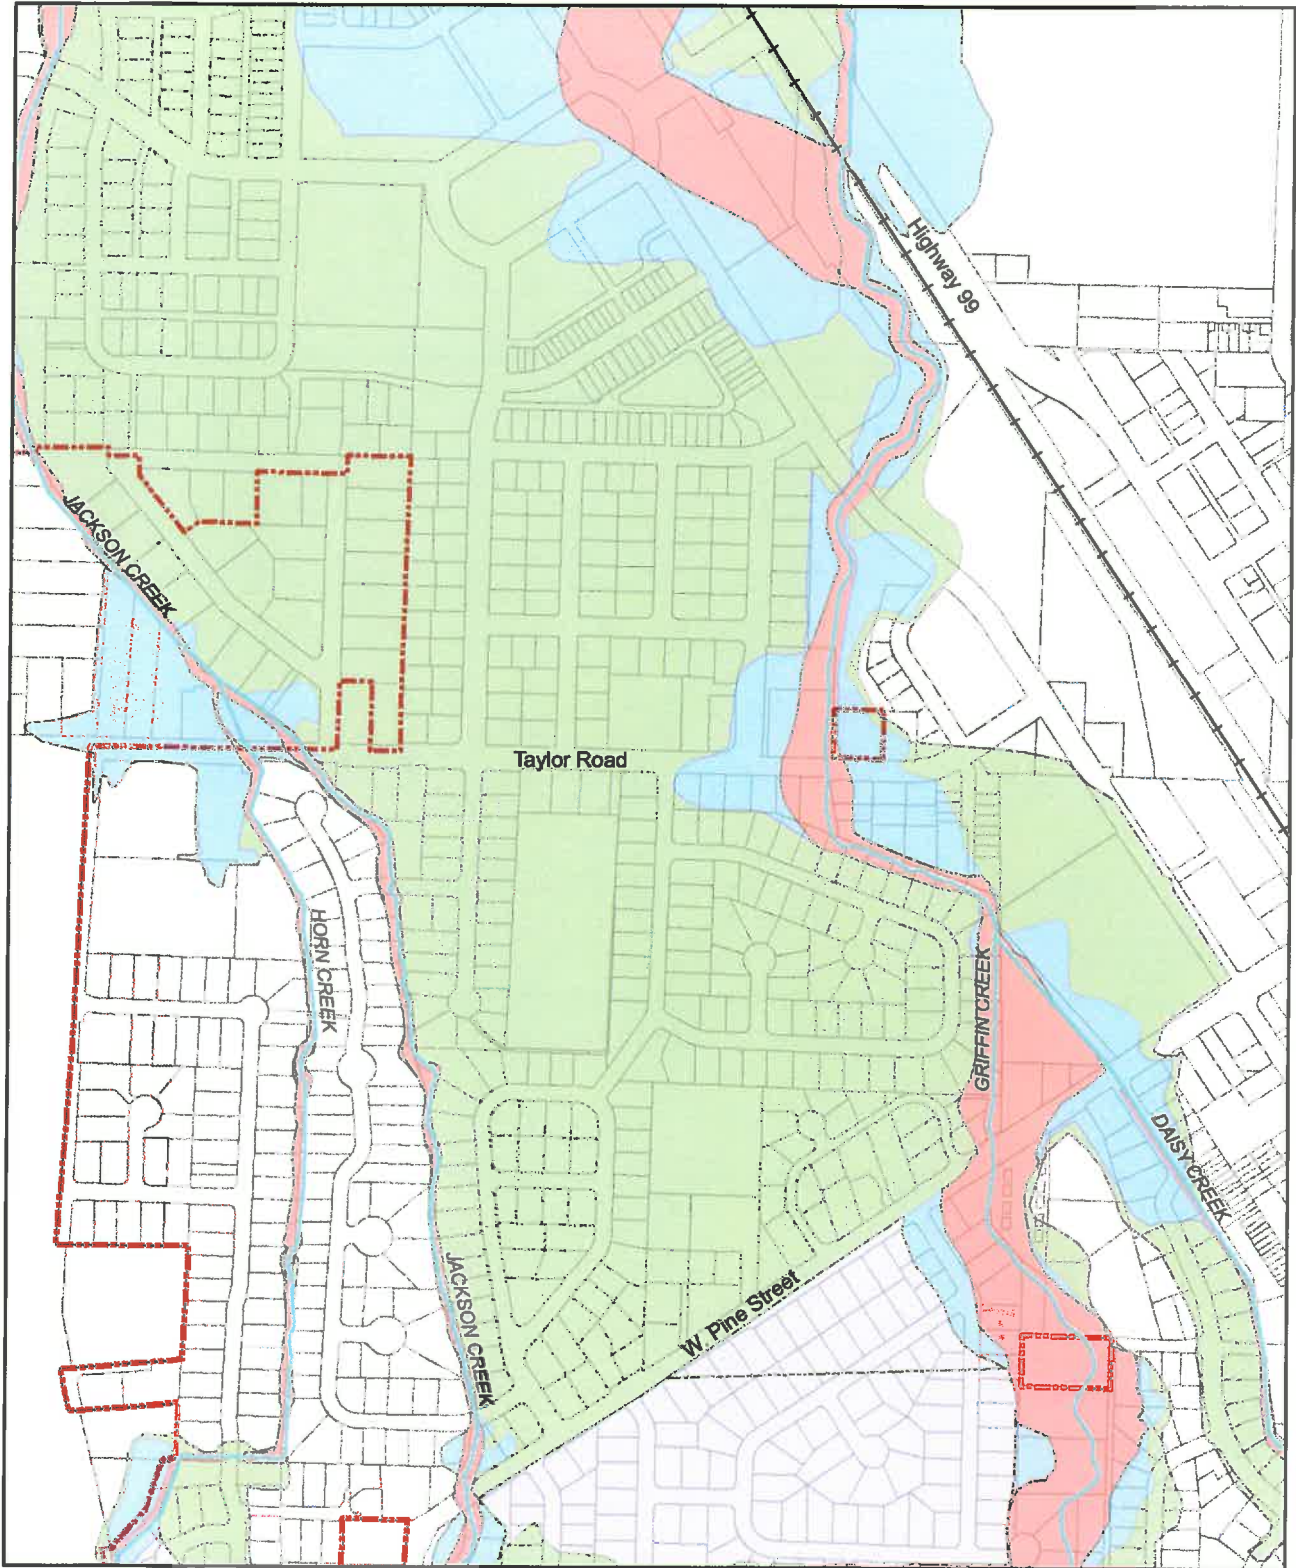 Highway 99
JACKSON CREEK
Taylor Road
HORN CREEK
GRIFFIN CREEK
DAISY CREEK
JACKSON CREEK
W. Pine Street